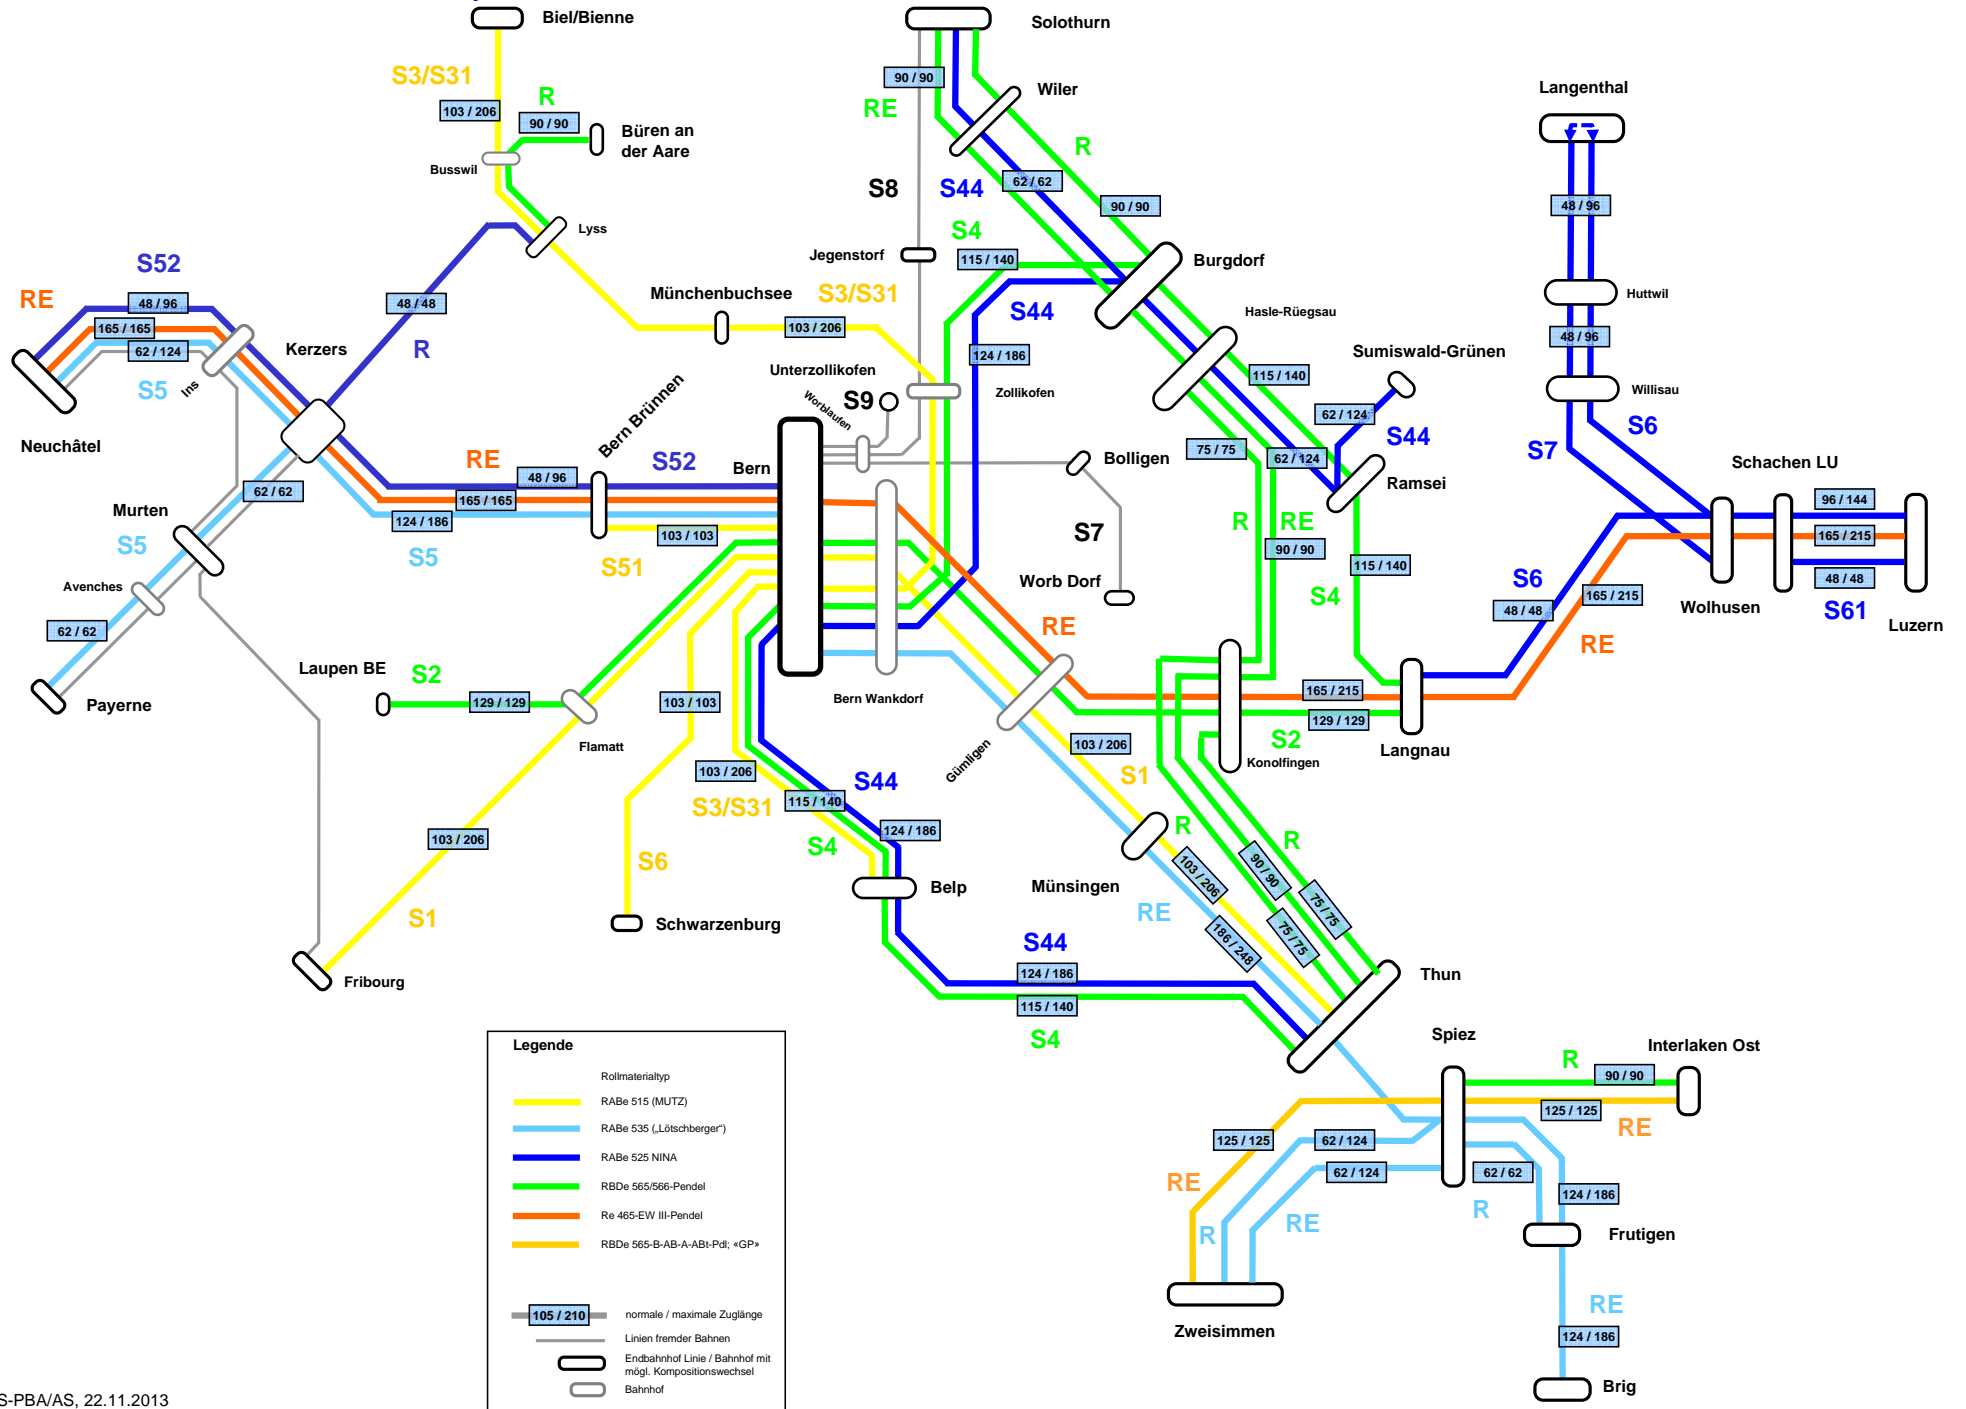 Biel/Bienne
Solothurn
S3/S31
90 / 90
Wiler
Langenthal
103 / 206
R
90 / 90
Büren an
der Aare
RE
R
Busswil
S8
S44
62 / 62
90 / 90
48 / 96
Lyss
S4
S52
Jegenstorf
115 / 140
Burgdorf
RE
48 / 96
48 / 48
Münchenbuchsee
S3/S31
S44
Huttwil
165 / 165
103 / 206
Hasle-Rüegsau
48 / 96
62 / 124
Kerzers
R
124 / 186
Sumiswald-Grünen
S5
Ins
Unterzollikofen
Zollikofen
115 / 140
Willisau
Bern Brünnen
Worblaufen
S9
62 / 124
S44
S6
Neuchâtel
RE
S52
Bern
75 / 75
62 / 124
S7
Bolligen
Ramsei
Schachen LU
48 / 96
62 / 62
165 / 165
96 / 144
Murten
124 / 186
103 / 103
S7
R
RE
165 / 215
S5
S5
S51
90 / 90
115 / 140
48 / 48
Avenches
Worb Dorf
S4
S6
Wolhusen
S61
62 / 62
RE
48 / 48
165 / 215
Luzern
RE
Laupen BE
S2
Payerne
129 / 129
103 / 103
Bern Wankdorf
165 / 215
129 / 129
Flamatt
Gümligen
103 / 206
S2
Langnau
Konolfingen
103 / 206
S44
S1
S3/S31
115 / 140
R
R
103 / 206
S4
124 / 186
90 / 90
S6
Belp
Münsingen
103 / 206
75 / 75
S1
Schwarzenburg
RE
186 / 248
75 / 75
S44
Fribourg
124 / 186
Thun
115 / 140
S4
Spiez
Interlaken Ost
R
90 / 90
125 / 125
RE
125 / 125
62 / 124
62 / 124
62 / 62
RE
124 / 186
R
RE
R
Frutigen
RE
Zweisimmen
124 / 186
Brig
Legende
Rollmaterialtyp
RABe 515 (MUTZ)
RABe 535 („Lötschberger“)
RABe 525 NINA
RBDe 565/566-Pendel
Re 465-EW III-Pendel
RBDe 565-B-AB-A-ABt-Pdl; «GP»
105 / 210
normale / maximale Zuglänge
Linien fremder Bahnen
Endbahnhof Linie / Bahnhof mit
mögl. Kompositionswechsel
Bahnhof
S-PBA/AS, 22.11.2013